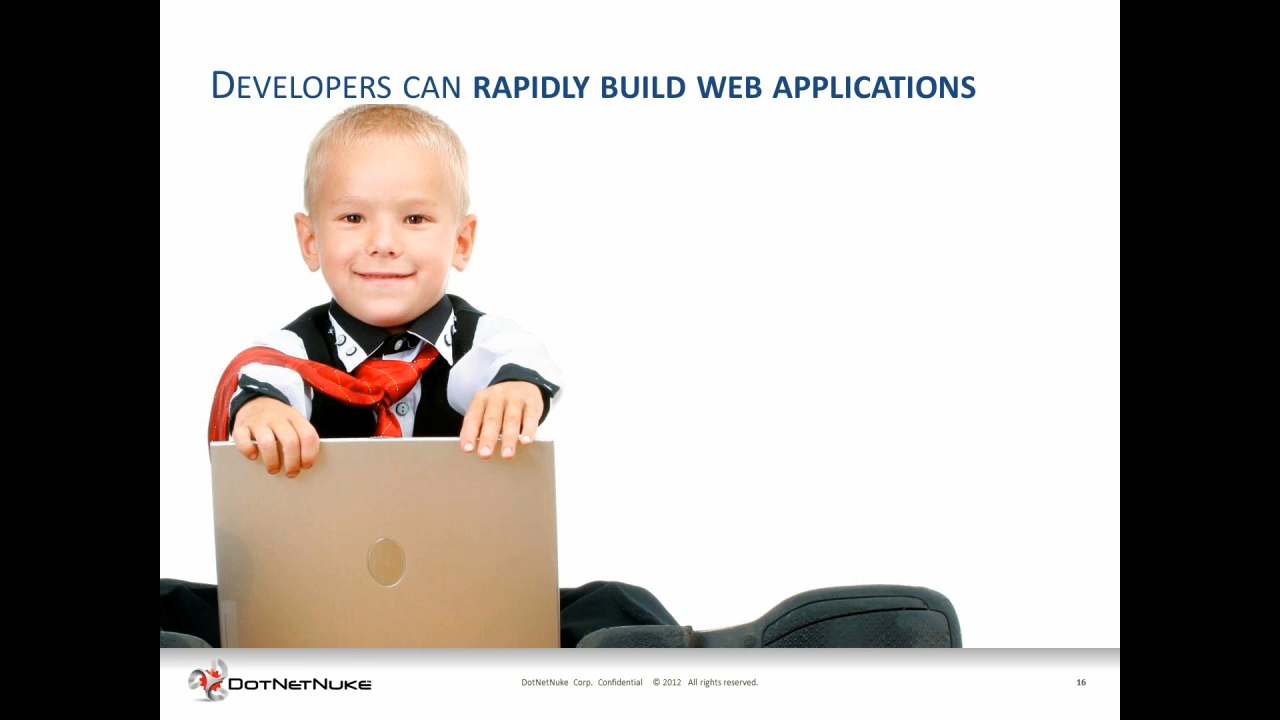 DEVELOPERS CAN RAPIDLY BUILD WEB APPLICATIONS
DOTNETNUKE
DotNetNuke Corp. Confidential © 2012 All rights reserved.
16